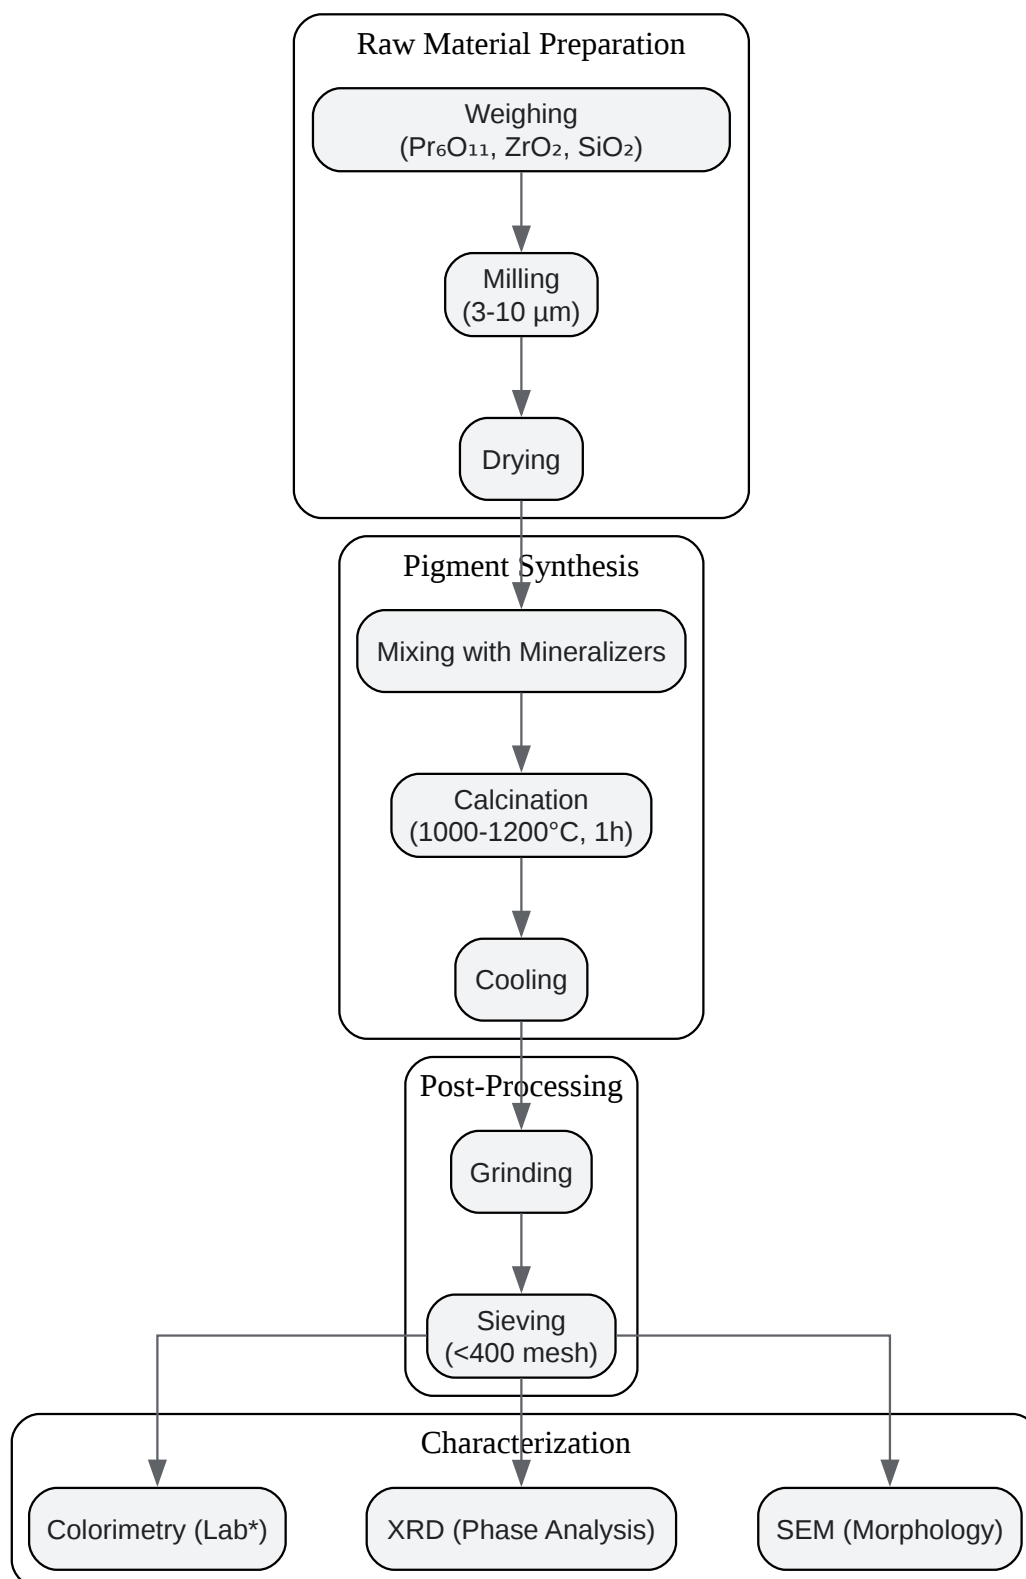 Raw Material Preparation
Weighing
(Pr₆O₁₁, ZrO₂, SiO₂)
Milling
(3-10 µm)
Drying
Pigment Synthesis
Mixing with Mineralizers
Calcination
(1000-1200°C, 1h)
Cooling
Post-Processing
Grinding
Sieving
(<400 mesh)
Characterization
Colorimetry (Lab*)
XRD (Phase Analysis)
SEM (Morphology)